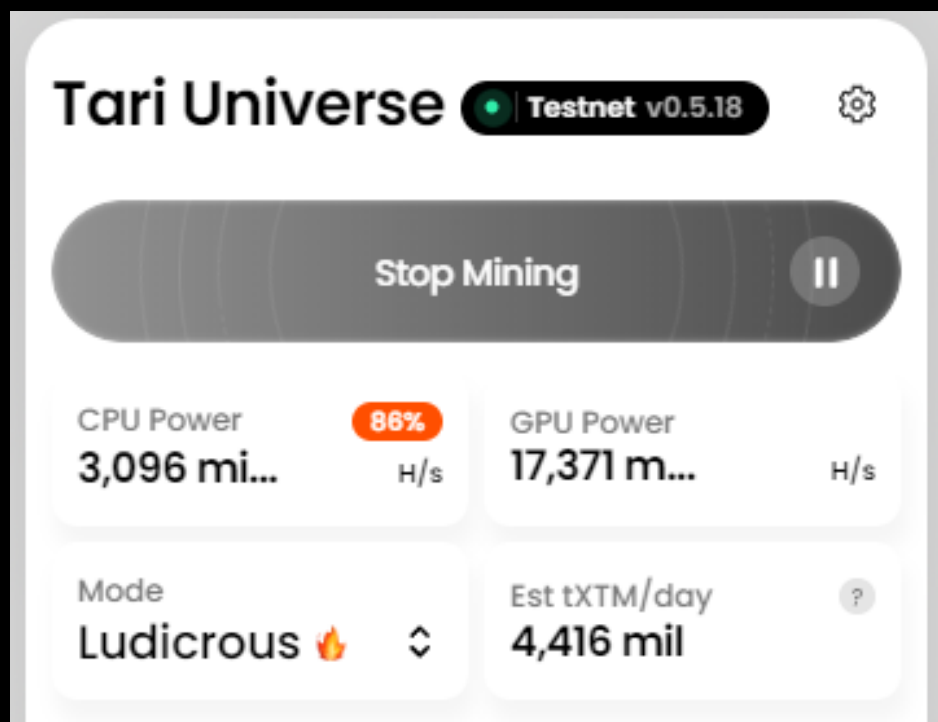 Tari Universe Testnet v0.5.18
Stop Mining
CPU Power 86%
3,096 mi... H/s
GPU Power
17,371 m... H/s
Mode
Ludicrous 🔥
Est tXTM/day ?
4,416 mil